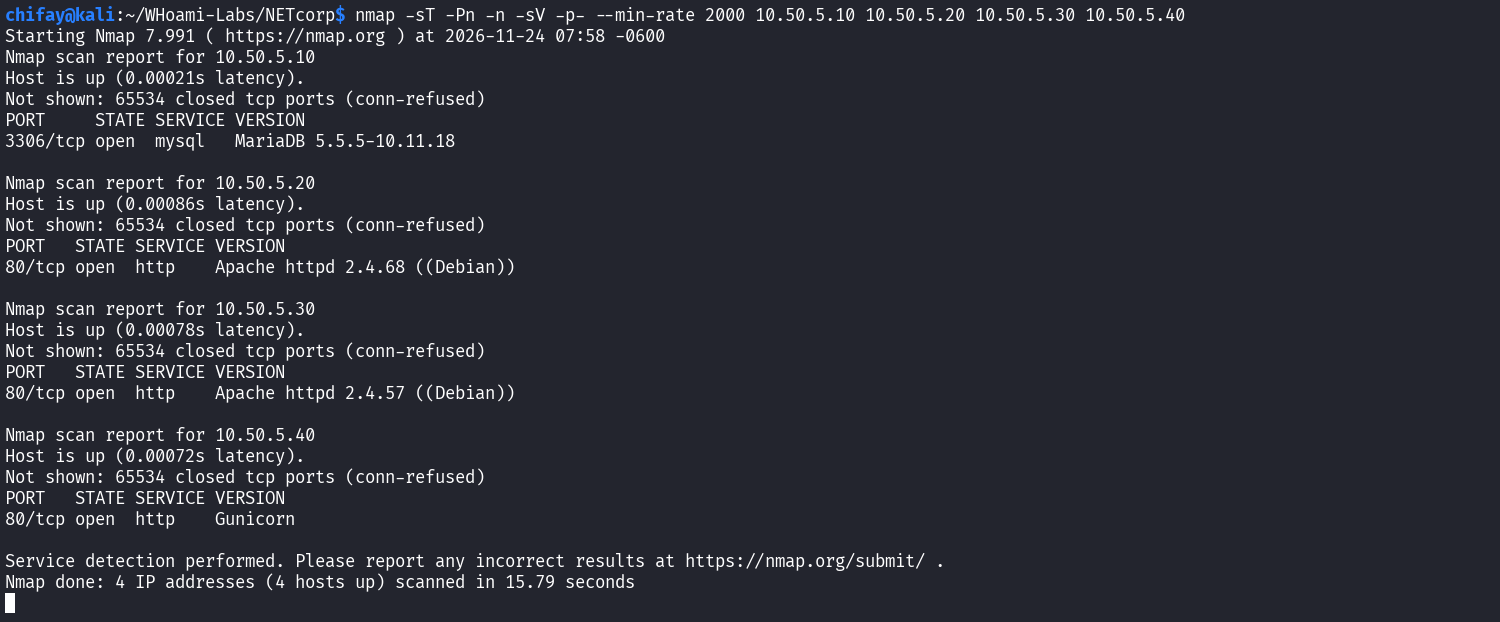 chifay@kali:~/WHoami-Labs/NETcorp$ nmap -sT -Pn -n -sV -p- --min-rate 2000 10.50.5.10 10.50.5.20 10.50.5.30 10.50.5.40
Starting Nmap 7.991 ( https://nmap.org ) at 2026-11-24 07:58 -0600
Nmap scan report for 10.50.5.10
Host is up (0.00021s latency).
Not shown: 65534 closed tcp ports (conn-refused)
PORT     STATE SERVICE VERSION
3306/tcp open  mysql   MariaDB 5.5.5-10.11.18

Nmap scan report for 10.50.5.20
Host is up (0.00086s latency).
Not shown: 65534 closed tcp ports (conn-refused)
PORT   STATE SERVICE VERSION
80/tcp open  http    Apache httpd 2.4.68 ((Debian))

Nmap scan report for 10.50.5.30
Host is up (0.00078s latency).
Not shown: 65534 closed tcp ports (conn-refused)
PORT   STATE SERVICE VERSION
80/tcp open  http    Apache httpd 2.4.57 ((Debian))

Nmap scan report for 10.50.5.40
Host is up (0.00072s latency).
Not shown: 65534 closed tcp ports (conn-refused)
PORT   STATE SERVICE VERSION
80/tcp open  http    Gunicorn

Service detection performed. Please report any incorrect results at https://nmap.org/submit/ .
Nmap done: 4 IP addresses (4 hosts up) scanned in 15.79 seconds